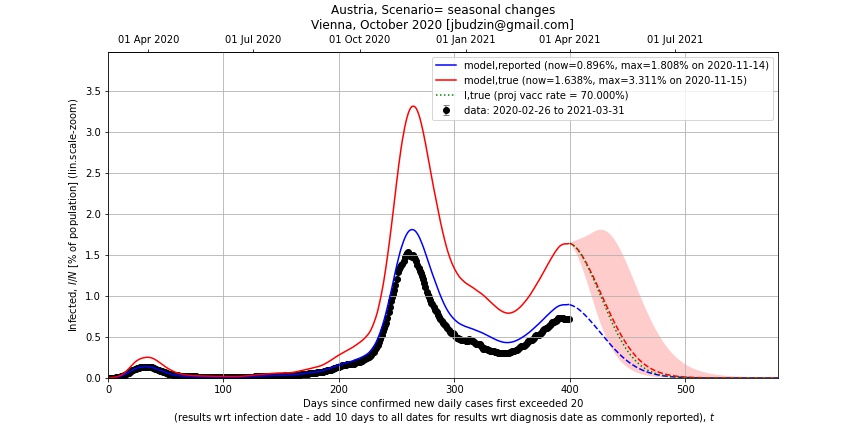 Austria, Scenario= seasonal changes
Vienna, October 2020 [jbudzin@gmail.com]
01 Apr 2020 01 Jul 2020 01 Oct 2020 01 Jan 2021 01 Apr 2021 01 Jul 2021
model,reported (now=0.896%, max=1.808% on 2020-11-14)
model,true (now=1.638%, max=3.311% on 2020-11-15)
I,true (proj vacc rate = 70.000%)
data: 2020-02-26 to 2021-03-31
Infected, I/N [% of population] (lin.scale-zoom)
3.5
3.0
2.5
2.0
1.5
1.0
0.5
0.0
0 100 200 300 400 500
Days since confirmed new daily cases first exceeded 20
(results wrt infection date - add 10 days to all dates for results wrt diagnosis date as commonly reported), t